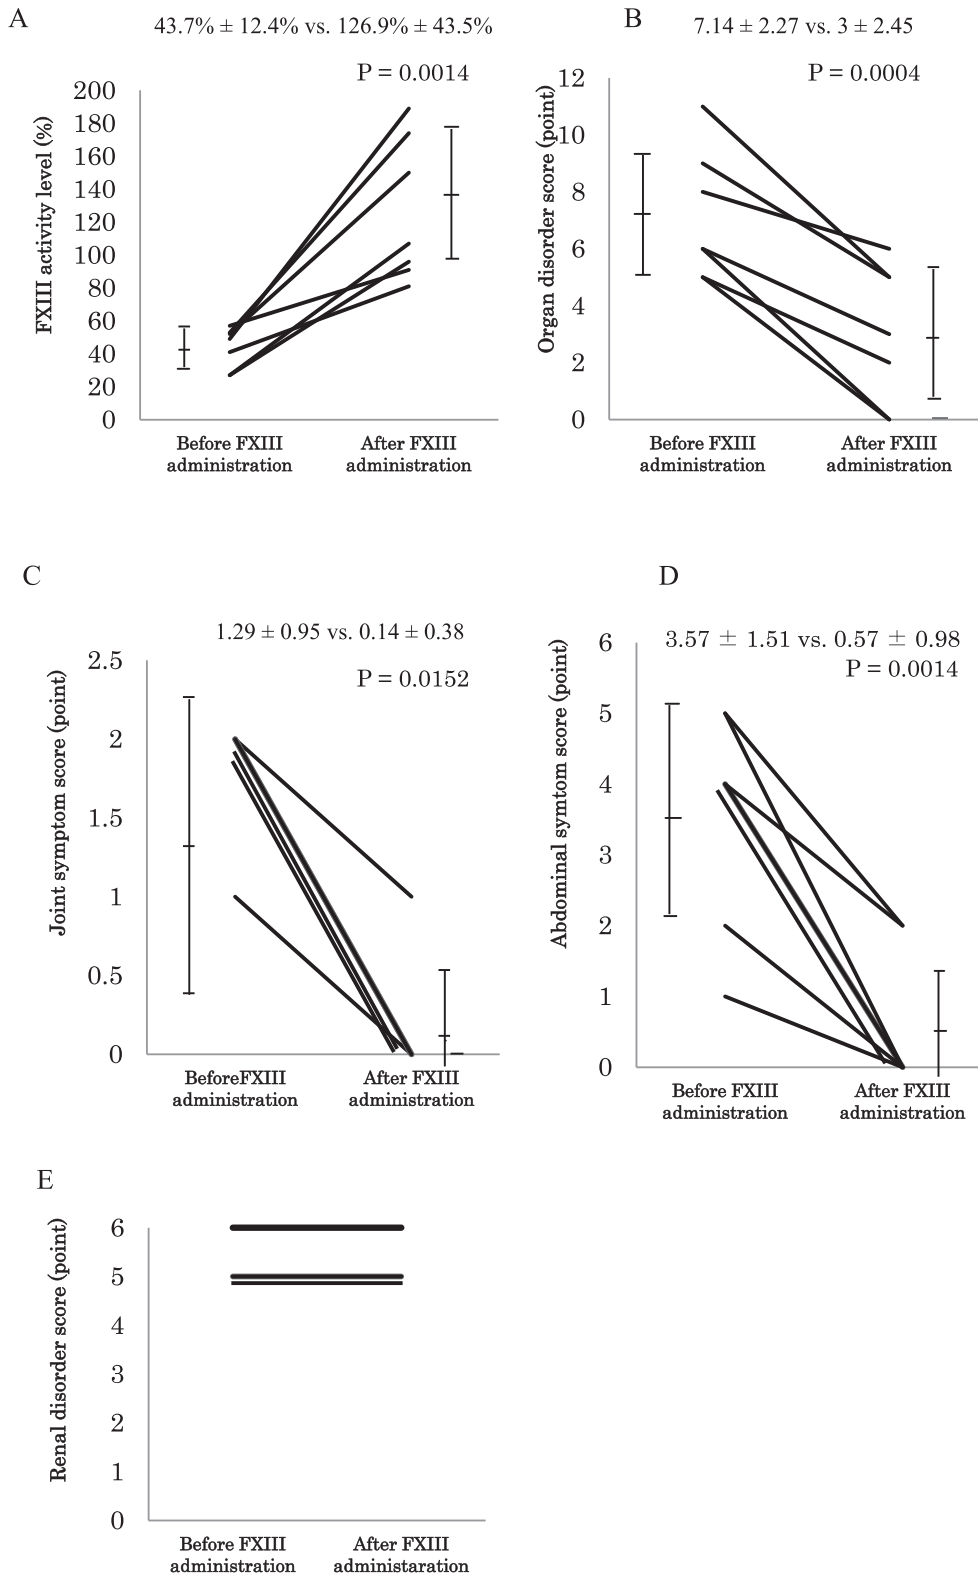 A
43.7% ± 12.4% vs. 126.9% ± 43.5%
P = 0.0014
FXIII activity level (%)
200
180
160
140
120
100
80
60
40
20
0
Before FXIII
administration
After FXIII
administration
B
7.14 ± 2.27 vs. 3 ± 2.45
P = 0.0004
Organ disorder score (point)
12
10
8
6
4
2
0
Before FXIII
administration
After FXIII
administration
C
1.29 ± 0.95 vs. 0.14 ± 0.38
P = 0.0152
Joint symptom score (point)
2.5
2
1.5
1
0.5
0
BeforeFXIII
administration
After FXIII
administration
D
3.57 ± 1.51 vs. 0.57 ± 0.98
P = 0.0014
Abdominal symtom score (point)
6
5
4
3
2
1
0
Before FXIII
administration
After FXIII
administration
E
Renal disorder score (point)
6
5
4
3
2
1
0
Before FXIII
administration
After FXIII
administaration